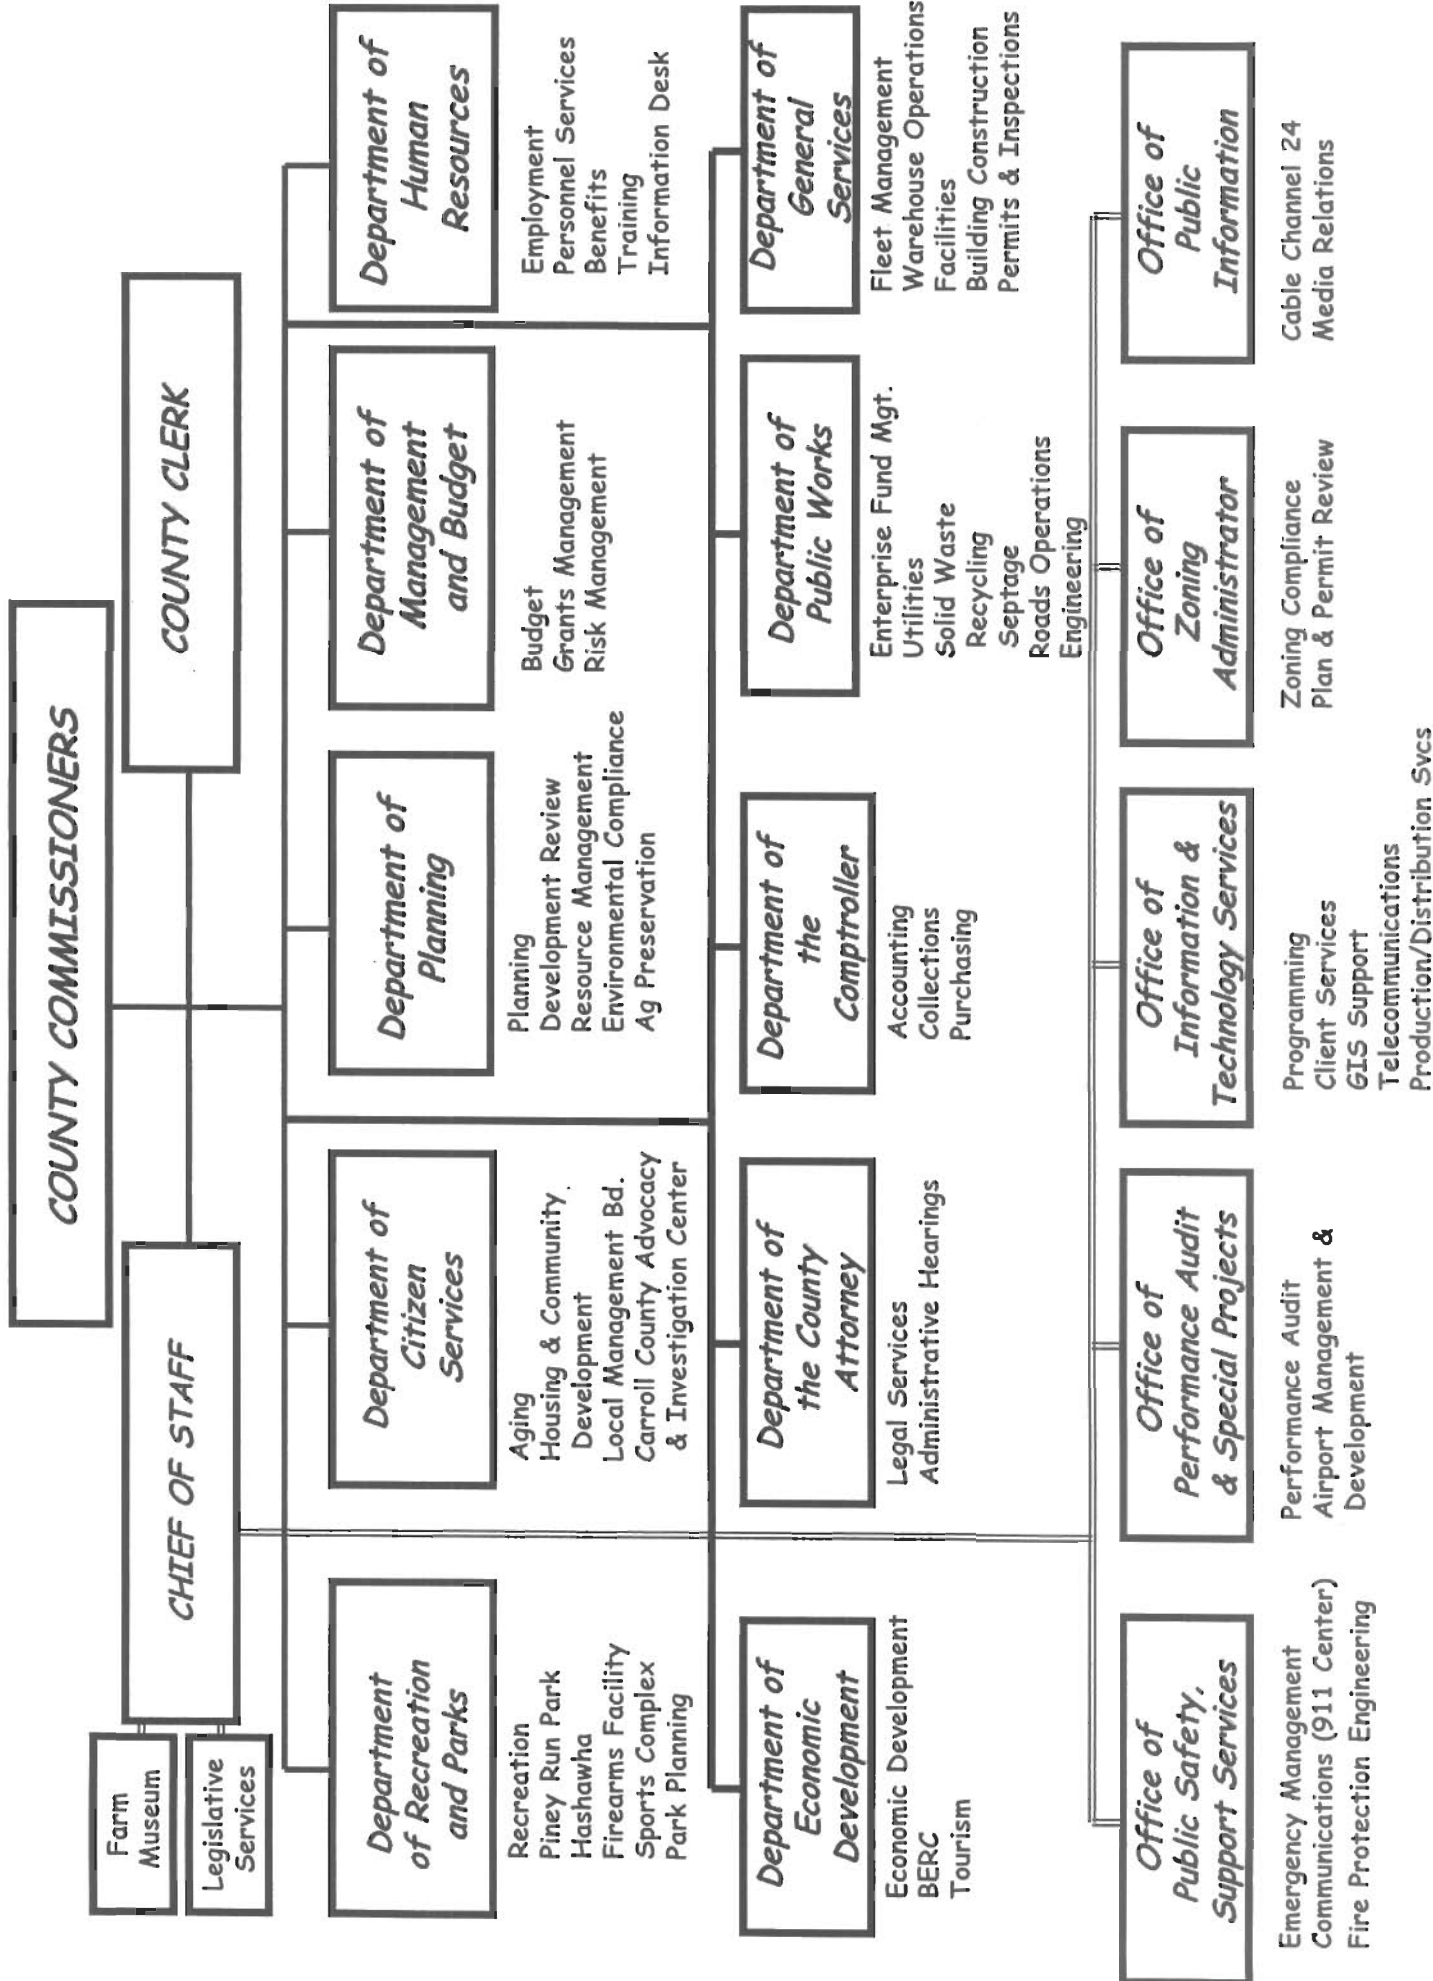 COUNTY COMMISSIONERS
Farm
Museum
Legislative
Services
CHIEF OF STAFF
COUNTY CLERK
Department
of Recreation
and Parks
Recreation
Piney Run Park
Hashawha
Firearms Facility
Sports Complex
Park Planning
Department of
Citizen
Services
Aging
Housing & Community
Development
Local Management Bd.
Carroll County Advocacy
& Investigation Center
Department of
Planning
Planning
Development Review
Resource Management
Environmental Compliance
Ag Preservation
Department of
Management
and Budget
Budget
Grants Management
Risk Management
Department of
Human
Resources
Employment
Personnel Services
Benefits
Training
Information Desk
Department of
Economic
Development
Economic Development
BERC
Tourism
Department of
the County
Attorney
Legal Services
Administrative Hearings
Department of
the
Comptroller
Accounting
Collections
Purchasing
Department of
Public Works
Enterprise Fund Mgt.
Utilities
Solid Waste
Recycling
Septage
Roads Operations
Engineering
Department of
General
Services
Fleet Management
Warehouse Operations
Facilities
Building Construction
Permits & Inspections
Office of
Public Safety,
Support Services
Emergency Management
Communications (911 Center)
Fire Protection Engineering
Office of
Performance Audit
& Special Projects
Performance Audit
Airport Management &
Development
Office of
Information &
Technology Services
Programming
Client Services
GIS Support
Telecommunications
Production/Distribution Svcs
Office of
Zoning
Administrator
Zoning Compliance
Plan & Permit Review
Office of
Public
Information
Cable Channel 24
Media Relations